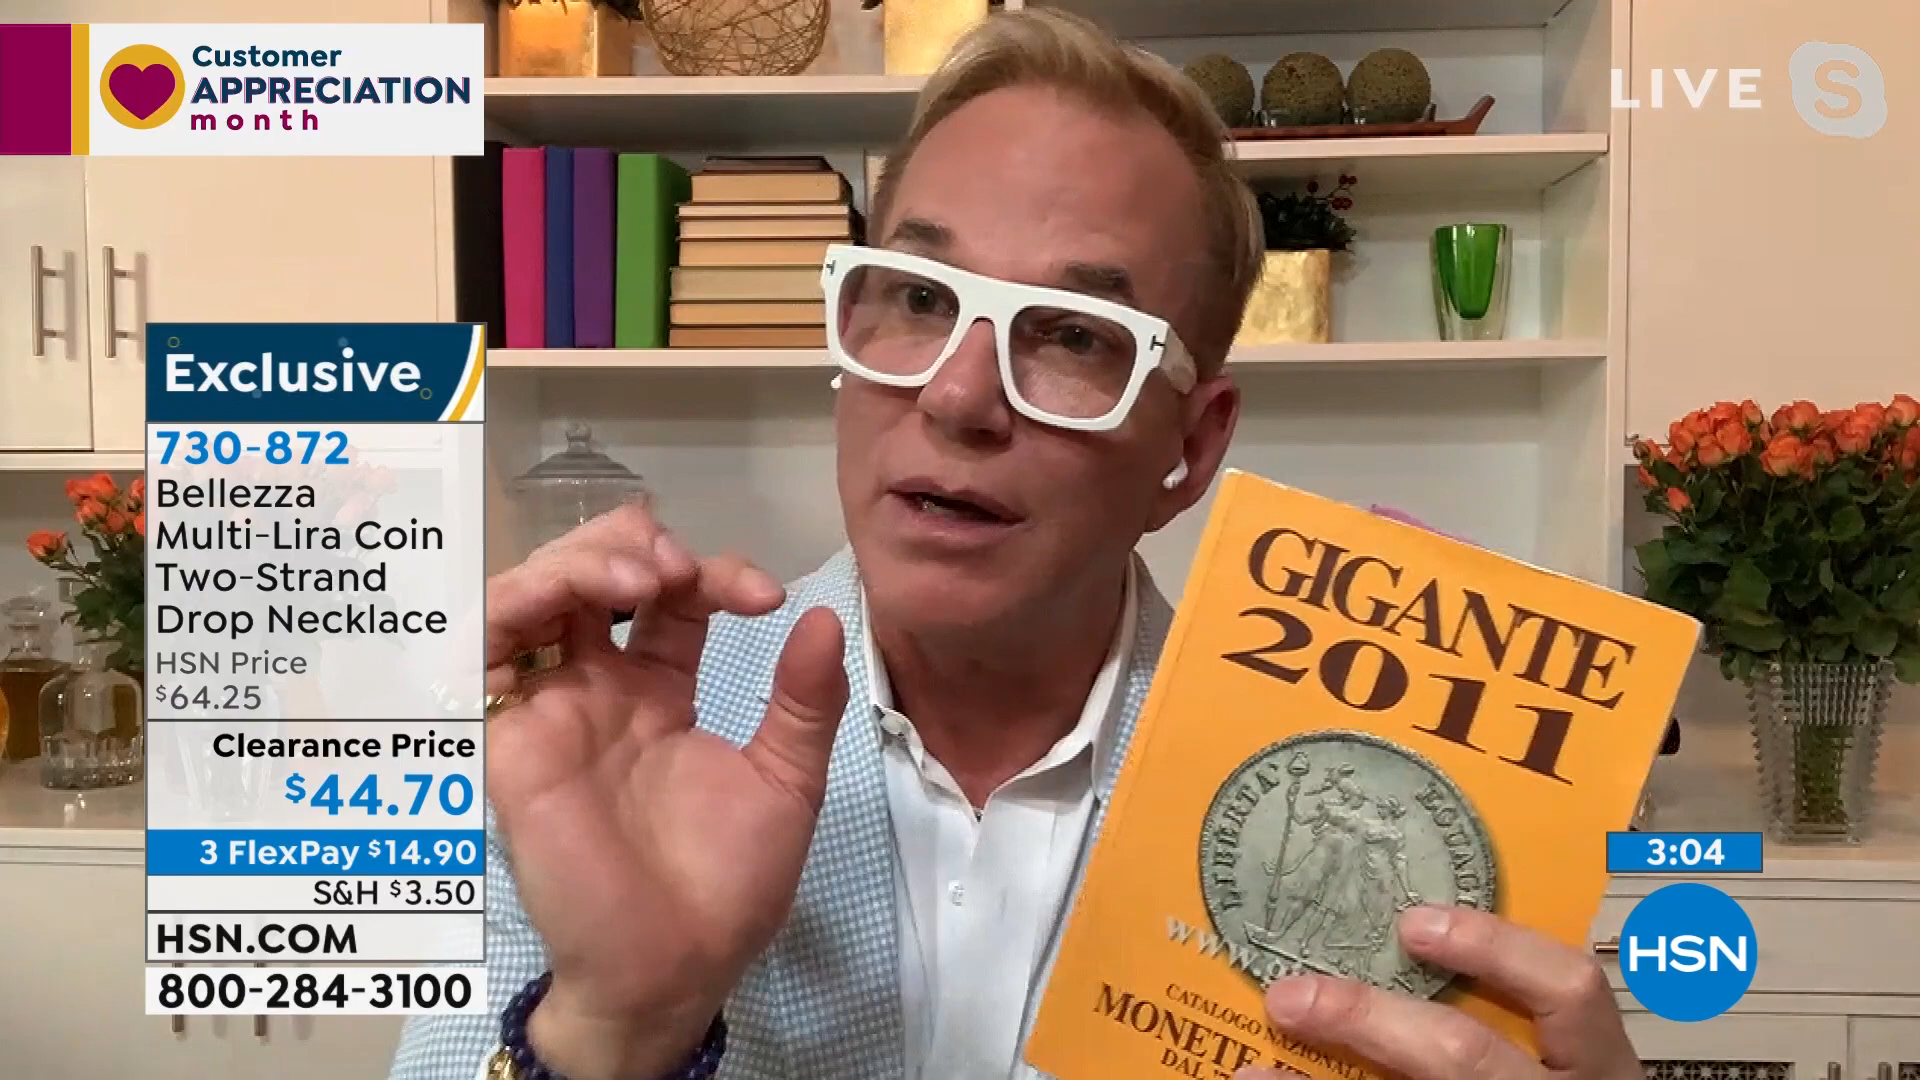 Customer
APPRECIATION
month
LIVE
S
Exclusive
730-872
Bellezza
Multi-Lira Coin
Two-Strand
Drop Necklace
HSN Price
$64.25
Clearance Price
$44.70
3 FlexPay $14.90
S&H $3.50
HSN.COM
800-284-3100
GIGANTE
2011
LIBERTA'
EGUAGL
www.g
CATALOGO NAZIONALE
MONETE
DAL
3:04
HSN